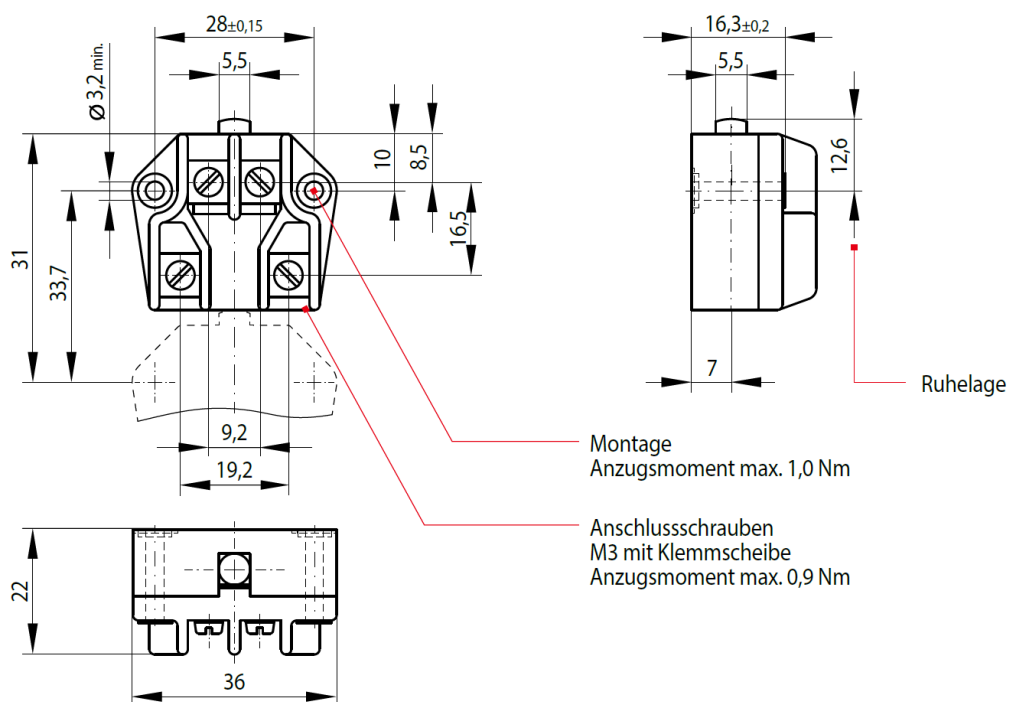 28±0,15
5,5
Ø 3,2 min.
10
8,5
16,5
31
33,7
9,2
19,2
16,3±0,2
5,5
12,6
7
Ruhelage
Montage
Anzugsmoment max. 1,0 Nm
Anschlussschrauben
M3 mit Klemmscheibe
Anzugsmoment max. 0,9 Nm
22
36